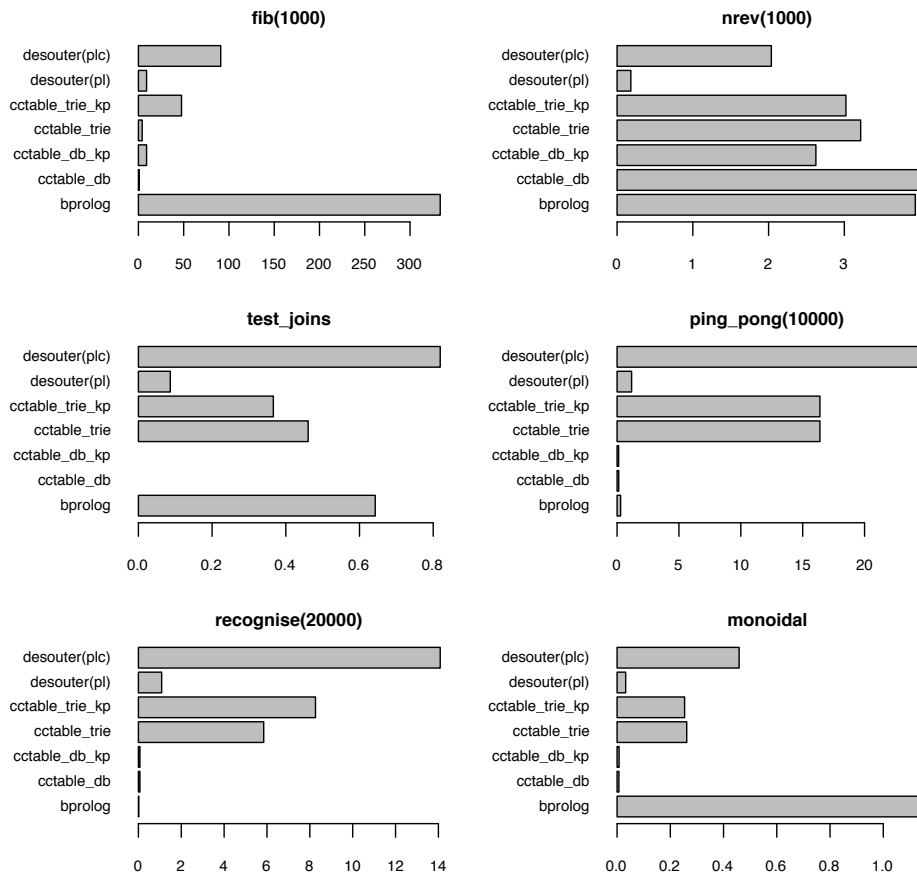 fib(1000)
desouter(plc)
desouter(pl)
cctable_trie_kp
cctable_trie
cctable_db_kp
cctable_db
bprolog
0 50 100 150 200 250 300
nrev(1000)
desouter(plc)
desouter(pl)
cctable_trie_kp
cctable_trie
cctable_db_kp
cctable_db
bprolog
0 1 2 3
test_joins
desouter(plc)
desouter(pl)
cctable_trie_kp
cctable_trie
cctable_db_kp
cctable_db
bprolog
0.0 0.2 0.4 0.6 0.8
ping_pong(10000)
desouter(plc)
desouter(pl)
cctable_trie_kp
cctable_trie
cctable_db_kp
cctable_db
bprolog
0 5 10 15 20
recognise(20000)
desouter(plc)
desouter(pl)
cctable_trie_kp
cctable_trie
cctable_db_kp
cctable_db
bprolog
0 2 4 6 8 10 12 14
monoidal
desouter(plc)
desouter(pl)
cctable_trie_kp
cctable_trie
cctable_db_kp
cctable_db
bprolog
0.0 0.2 0.4 0.6 0.8 1.0